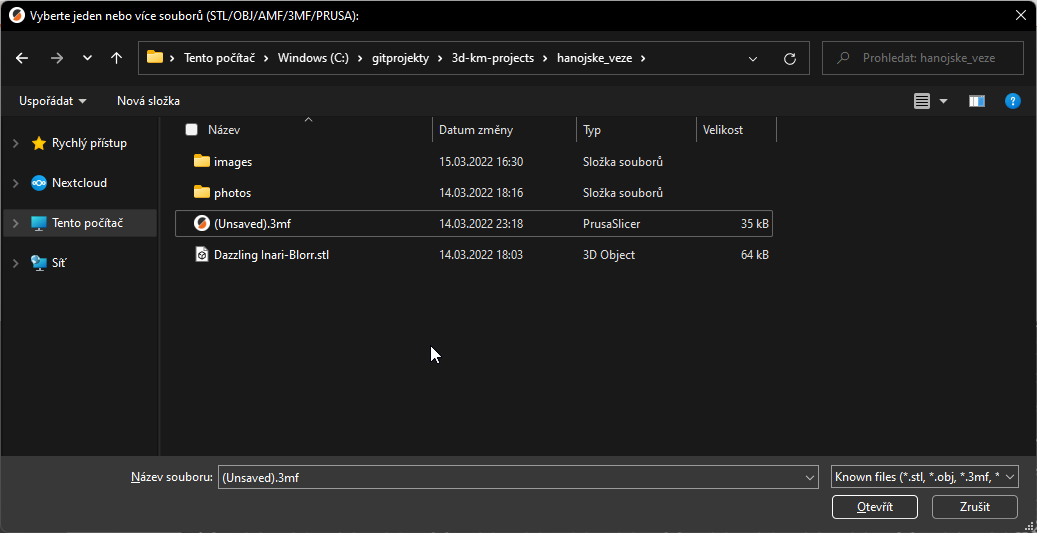 Vyberte jeden nebo více souborů (STL/OBJ/AMF/3MF/PRUSA):
Tento počítač > Windows (C:) > gitprojekty > 3d-km-projects > hanojske_veze >
Prohledat: hanojske_veze
Uspořádat Nová složka
Název Datum změny Typ Velikost
Rychlý přístup
Nextcloud
Tento počítač
Síť
images 15.03.2022 16:30 Složka souborů
photos 14.03.2022 18:16 Složka souborů
(Unsaved).3mf 14.03.2022 23:18 PrusaSlicer 35 kB
Dazzling Inari-Blorr.stl 14.03.2022 18:03 3D Object 64 kB
Název souboru: (Unsaved).3mf Known files (*.stl, *.obj, *.3mf, *
Otevřít Zrušit